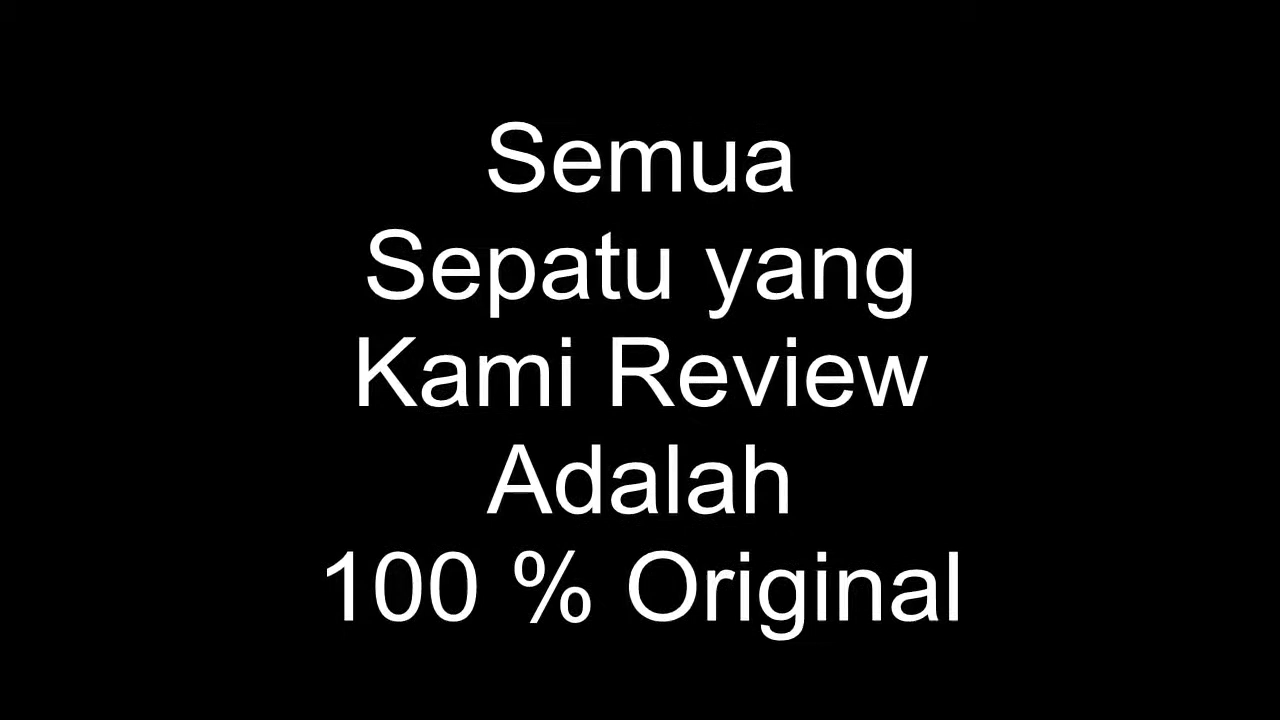 Semua
Sepatu yang
Kami Review
Adalah
100 % Original